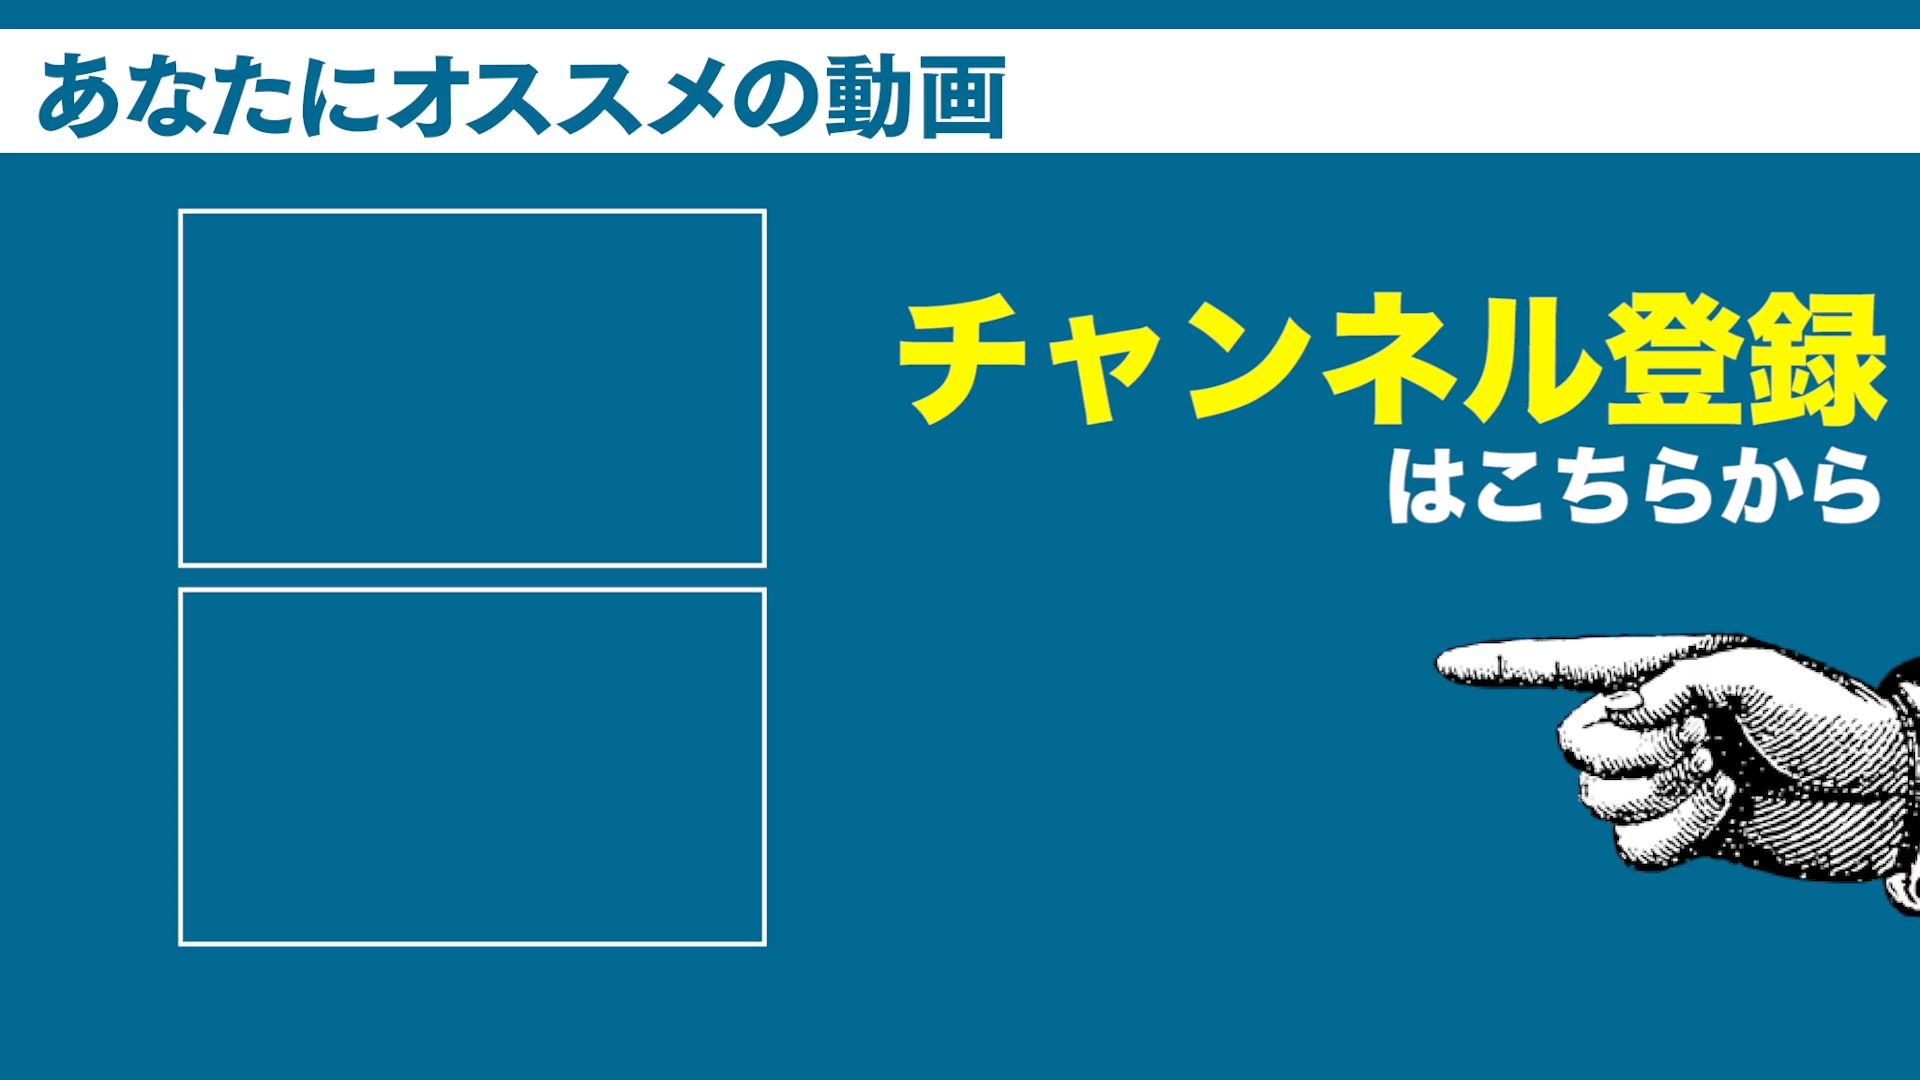 あなたにオススメの動画
チャンネル登録
はこちらから